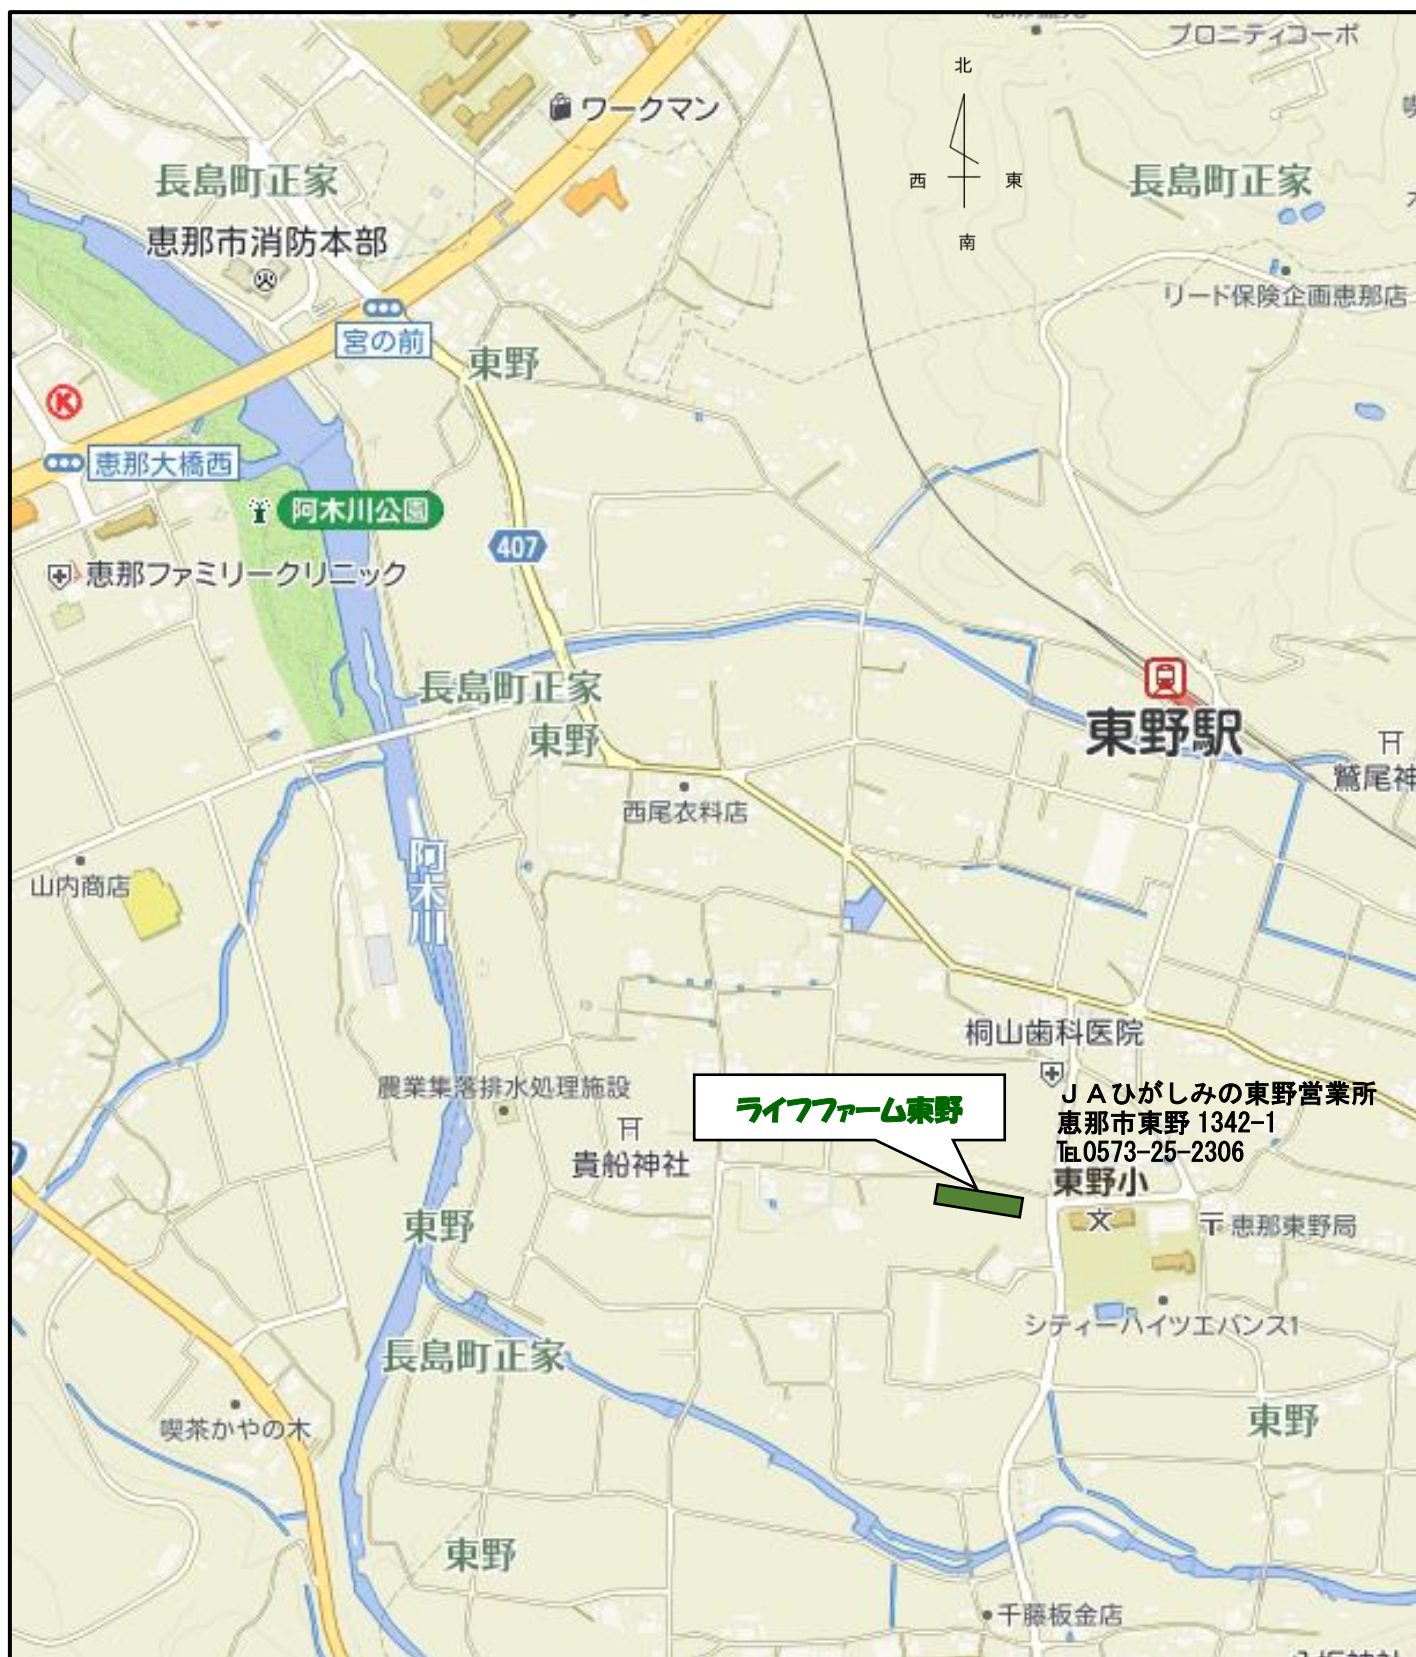 プロニティコーポ
北
ワークマン
長島町正家
西
東
長島町正家
恵那市消防本部
南
リード保険企画恵那店
宮の前
東野
K
恵那大橋西
阿木川公園
407
恵那ファミリークリニック
長島町正家
東野
東野駅
鷲尾神
西尾衣料店
阿木川
山内商店
桐山歯科医院
農業集落排水処理施設
ライフファーム東野
JAひがしみの東野営業所
恵那市東野 1342-1
℡0573-25-2306
貴船神社
東野小
文
東野
〒恵那東野局
シティーハイツエバンス1
長島町正家
喫茶かやの木
東野
東野
千藤板金店